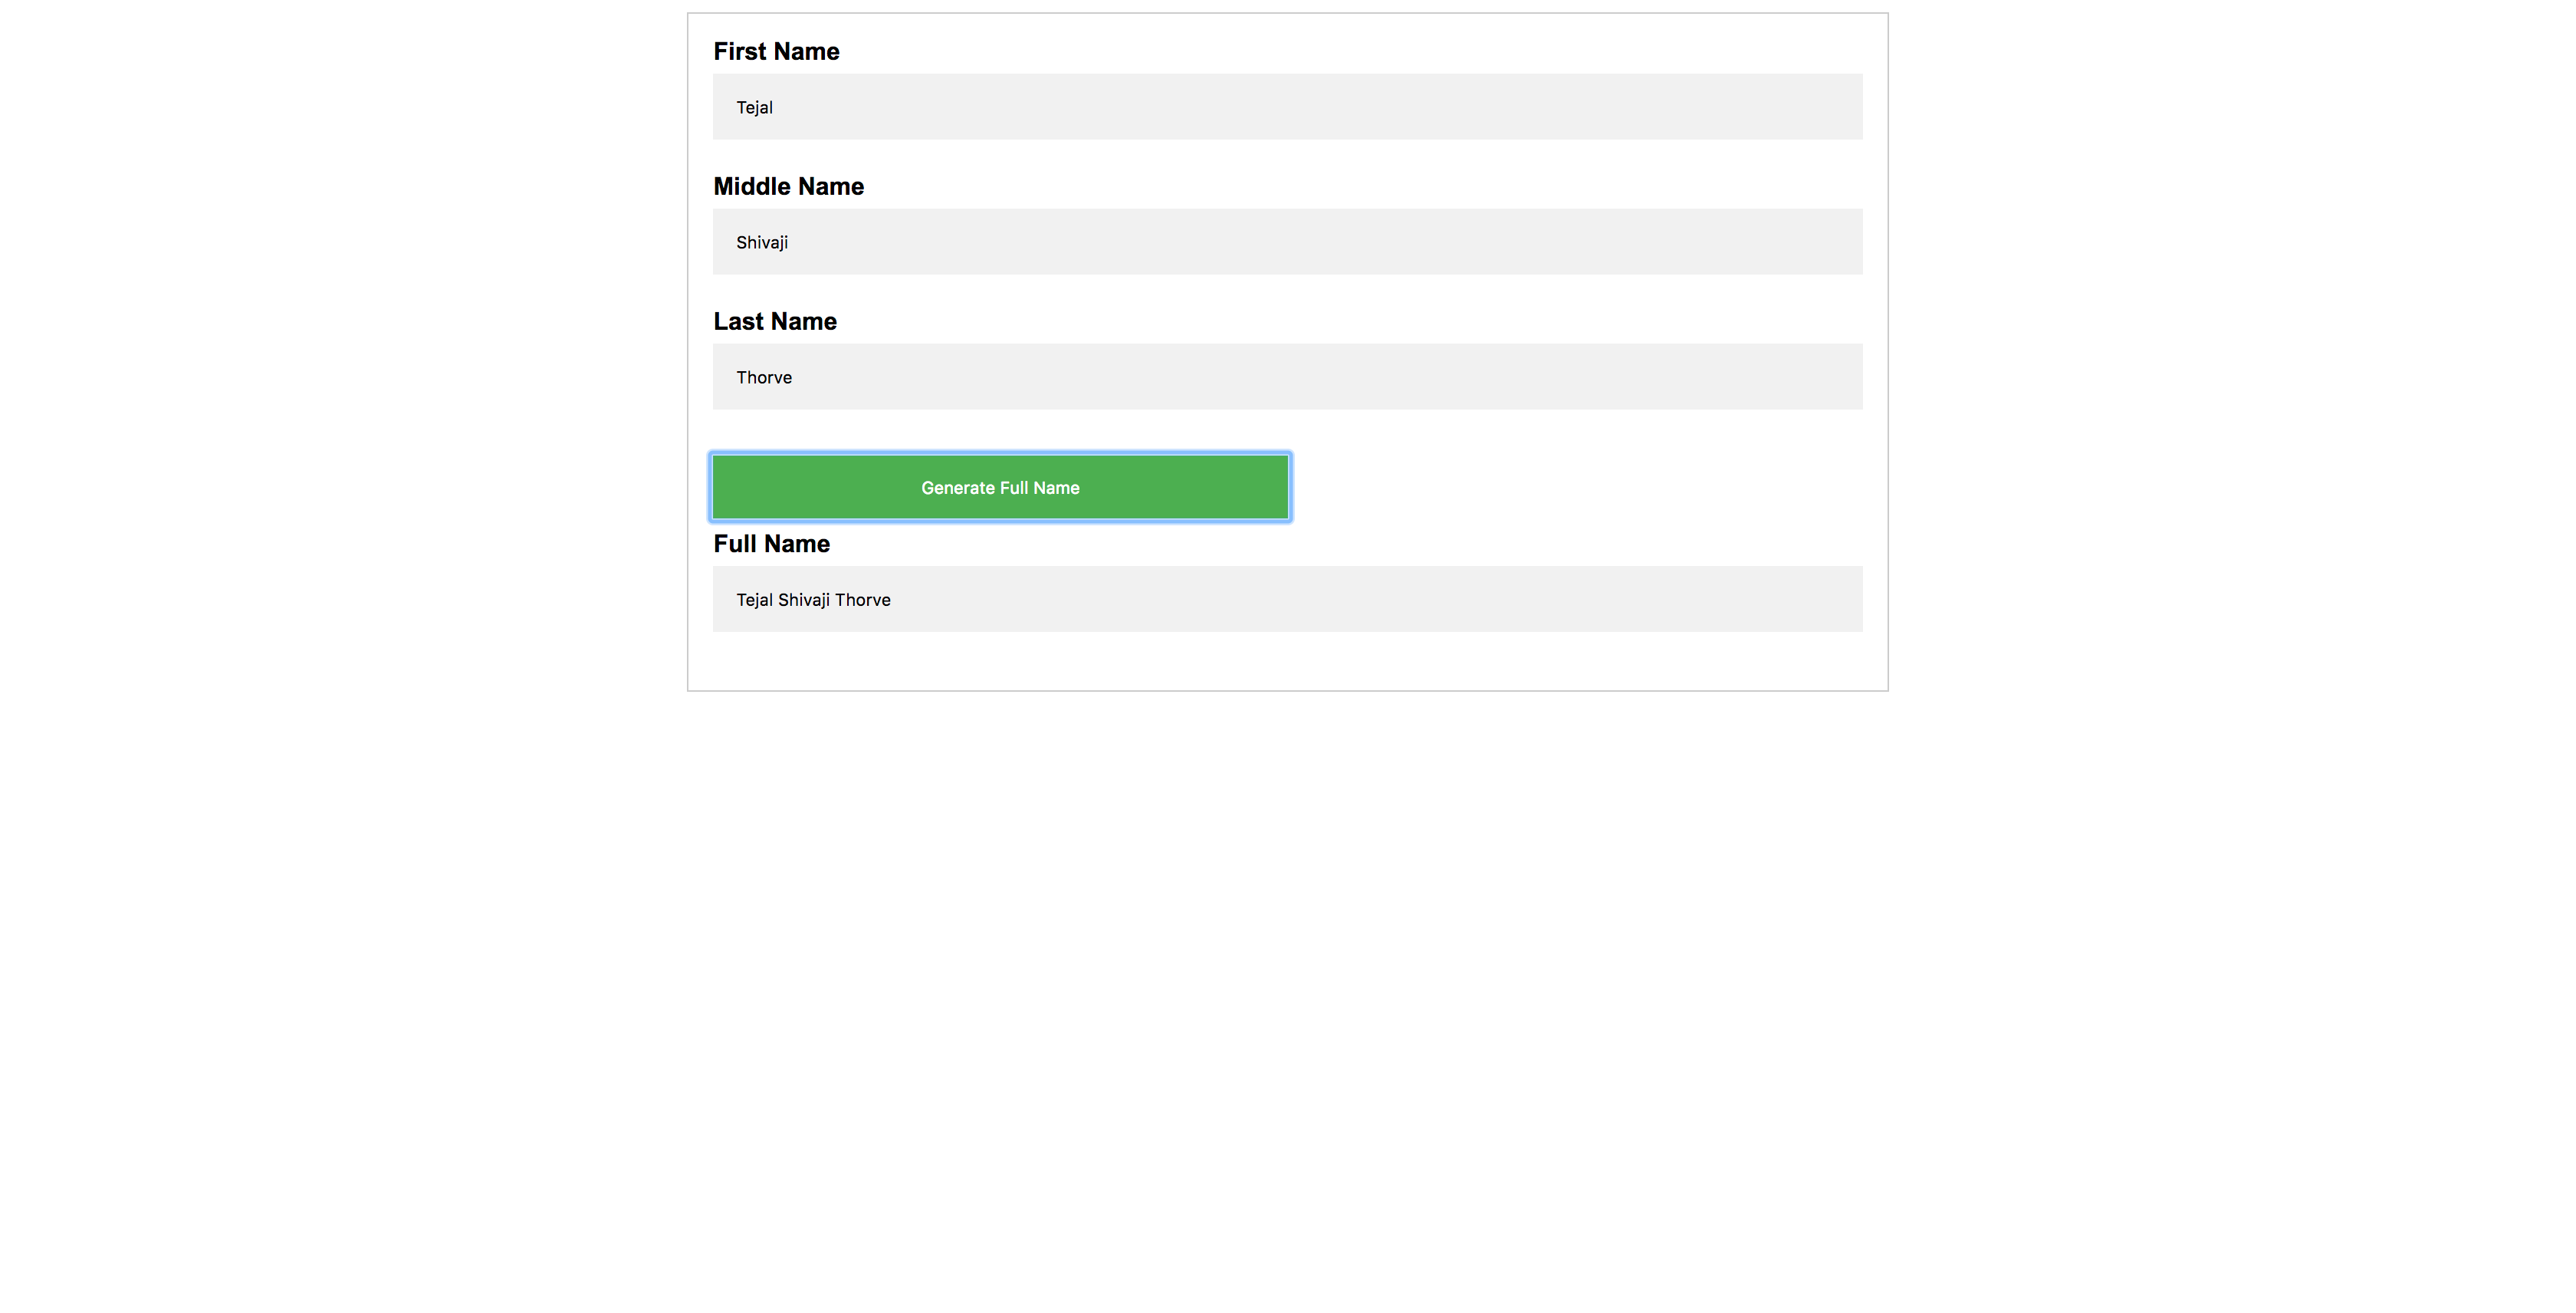 First Name
Tejal
Middle Name
Shivaji
Last Name
Thorve
Generate Full Name
Full Name
Tejal Shivaji Thorve